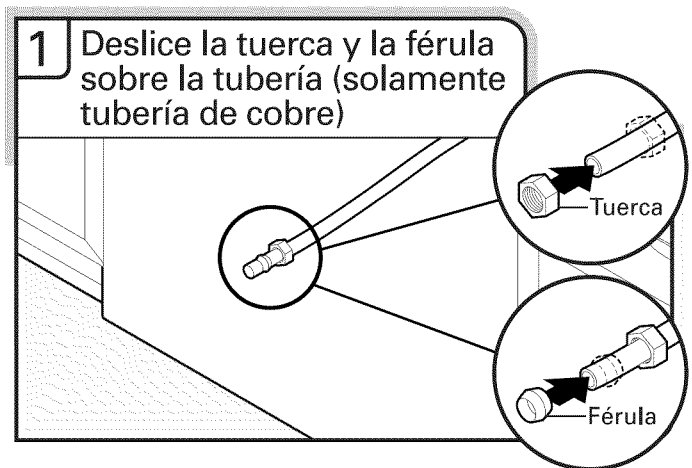 1
Deslice la tuerca y la férula
sobre la tubería (solamente
tubería de cobre)
Tuerca
Férula